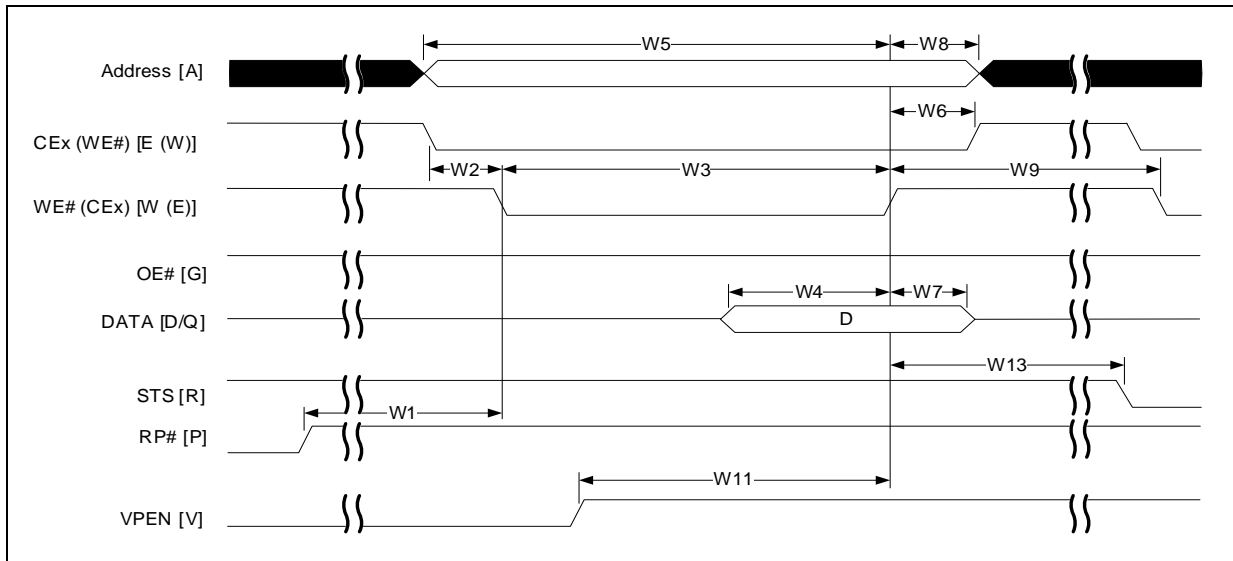 W5
W8
Address [A]
W6
CEx (WE#) [E (W)]
W2
W3
W9
WE# (CEx) [W (E)]
OE# [G]
W4
W7
DATA [D/Q]
D
W13
STS [R]
W1
RP# [P]
W11
VPEN [V]